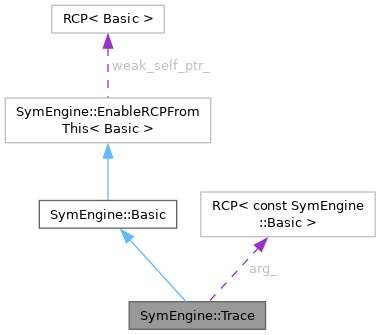 RCP< Basic >
weak_self_ptr_
SymEngine::EnableRCPFrom
This< Basic >
SymEngine::Basic
RCP< const SymEngine
::Basic >
arg_
SymEngine::Trace